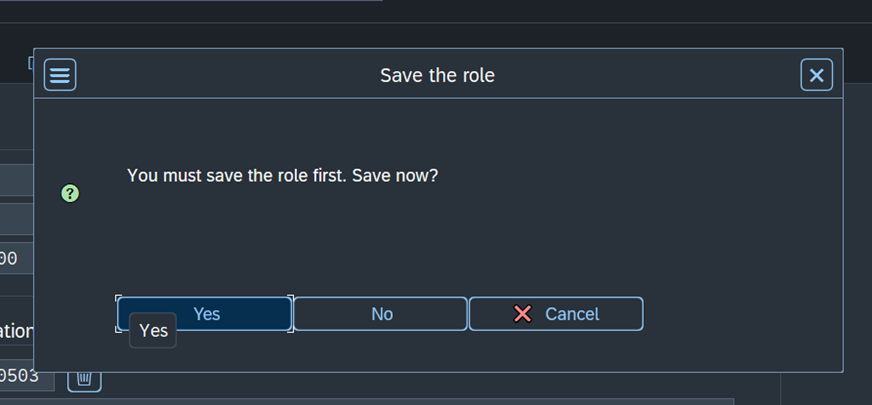 [
Save the role
You must save the role first. Save now?
00
Yes
No
Cancel
Yes
ation
0503